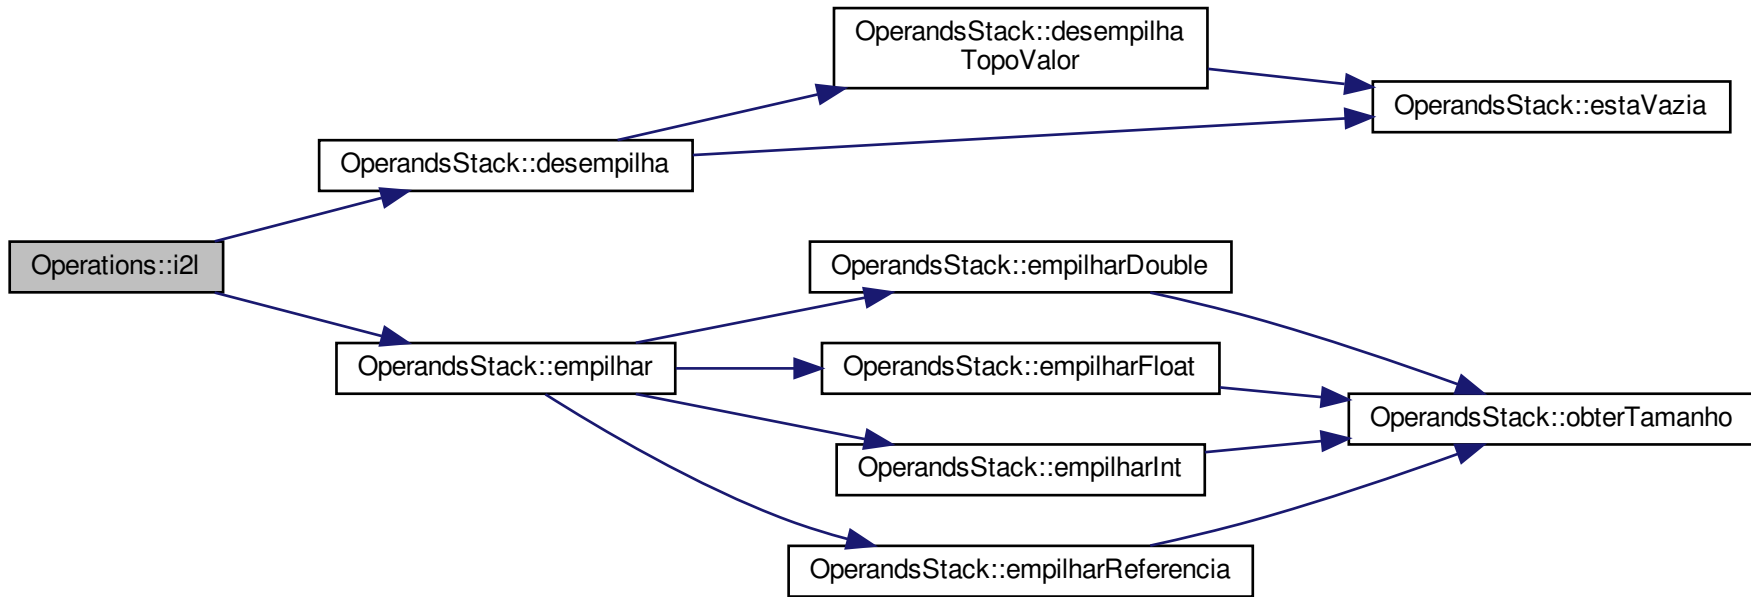 Operations::i2l
OperandsStack::desempilha
OperandsStack::desempilha
TopoValor
OperandsStack::estaVazia
OperandsStack::empilhar
OperandsStack::empilharDouble
OperandsStack::empilharFloat
OperandsStack::empilharInt
OperandsStack::empilharReferencia
OperandsStack::obterTamanho